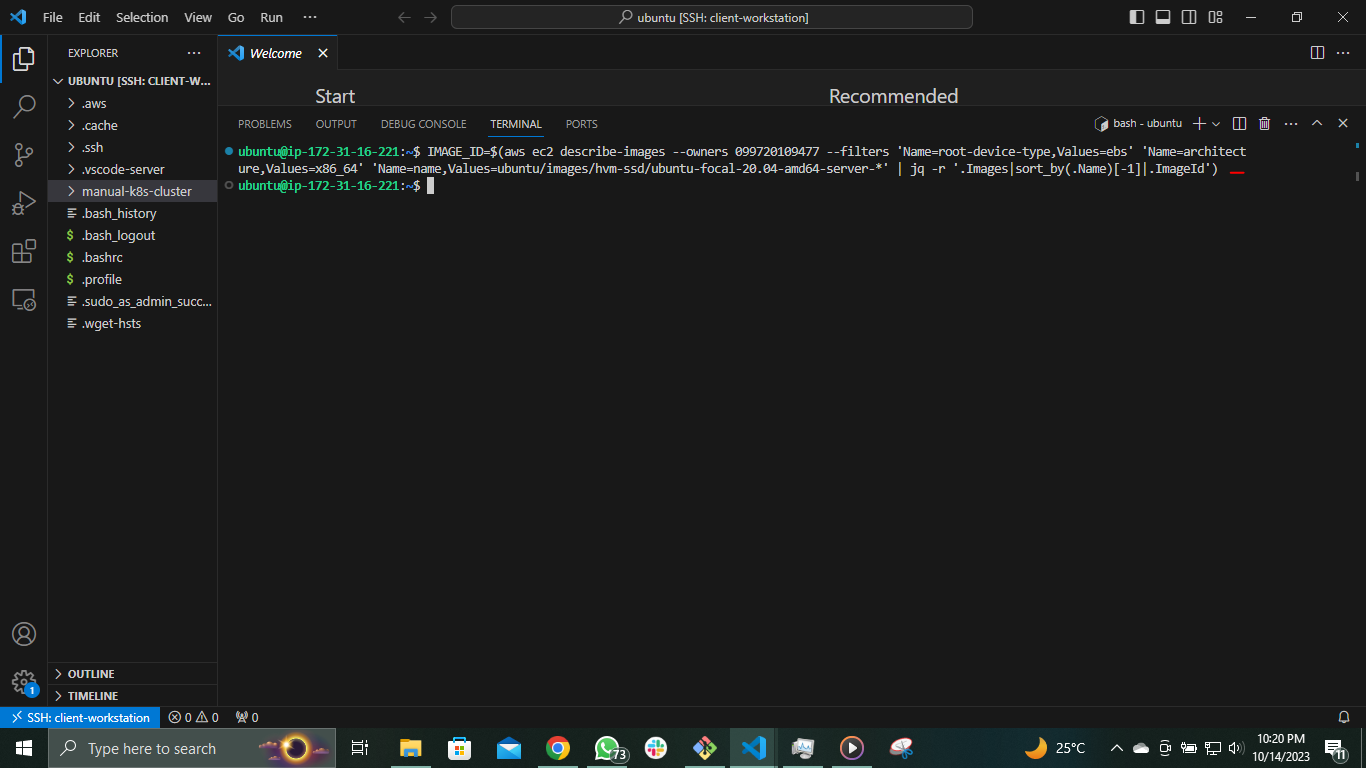 File Edit Selection View Go Run ···
ubuntu [SSH: client-workstation]
EXPLORER ···
Welcome
UBUNTU [SSH: CLIENT-W...
.aws
.cache
.ssh
.vscode-server
manual-k8s-cluster
.bash_history
$ .bash_logout
$ .bashrc
$ .profile
.sudo_as_admin_succ...
.wget-hsts
OUTLINE
TIMELINE
1
Start
Recommended
PROBLEMS OUTPUT DEBUG CONSOLE TERMINAL PORTS
bash - ubuntu
ubuntu@ip-172-31-16-221:~$ IMAGE_ID=$(aws ec2 describe-images --owners 099720109477 --filters 'Name=root-device-type,Values=ebs' 'Name=architect
ure,Values=x86_64' 'Name=name,Values=ubuntu/images/hvm-ssd/ubuntu-focal-20.04-amd64-server-*' | jq -r '.Images|sort_by(.Name)[-1]|.ImageId')
ubuntu@ip-172-31-16-221:~$
SSH: client-workstation 0 0 0
Type here to search
73
25°C
10:20 PM
10/14/2023
11